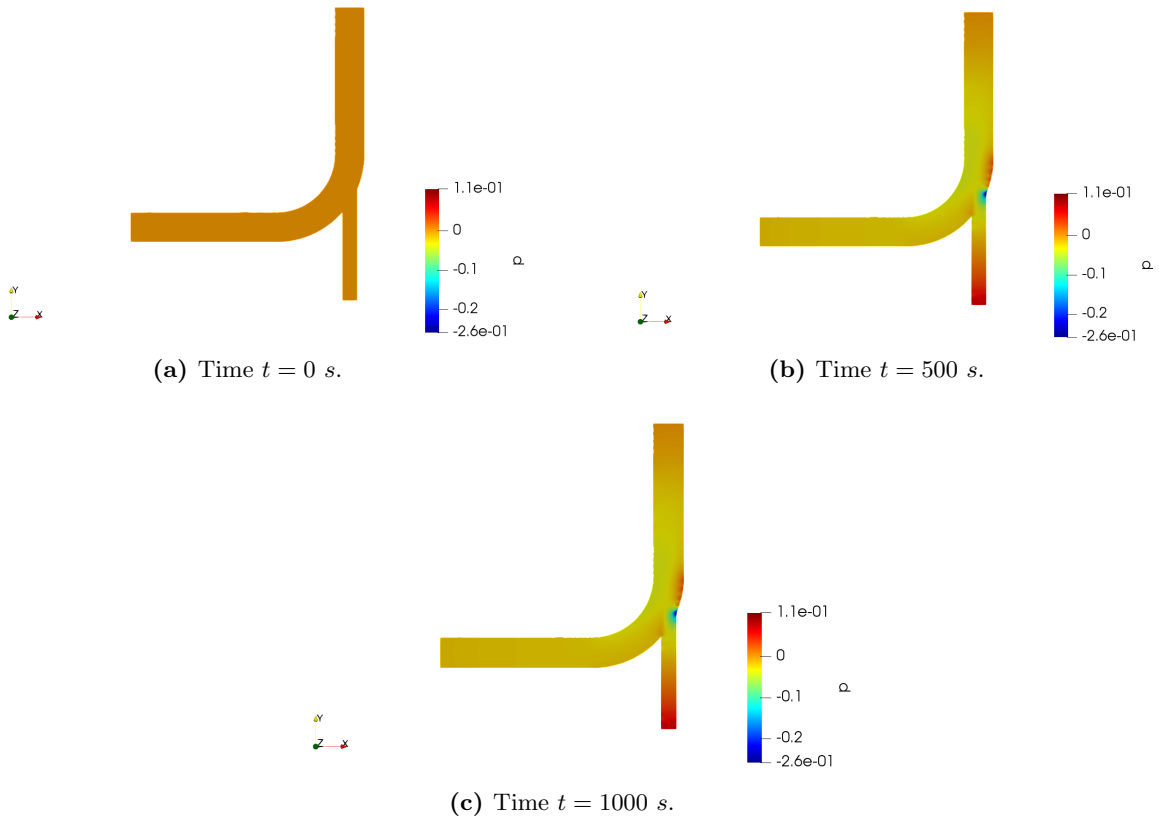 1.1e-01
0
-0.1
-0.2
-2.6e-01
p
Y
Z
X
(a) Time t = 0 s.
1.1e-01
0
-0.1
-0.2
-2.6e-01
p
Y
Z
X
(b) Time t = 500 s.
1.1e-01
0
-0.1
-0.2
-2.6e-01
p
Y
Z
X
(c) Time t = 1000 s.